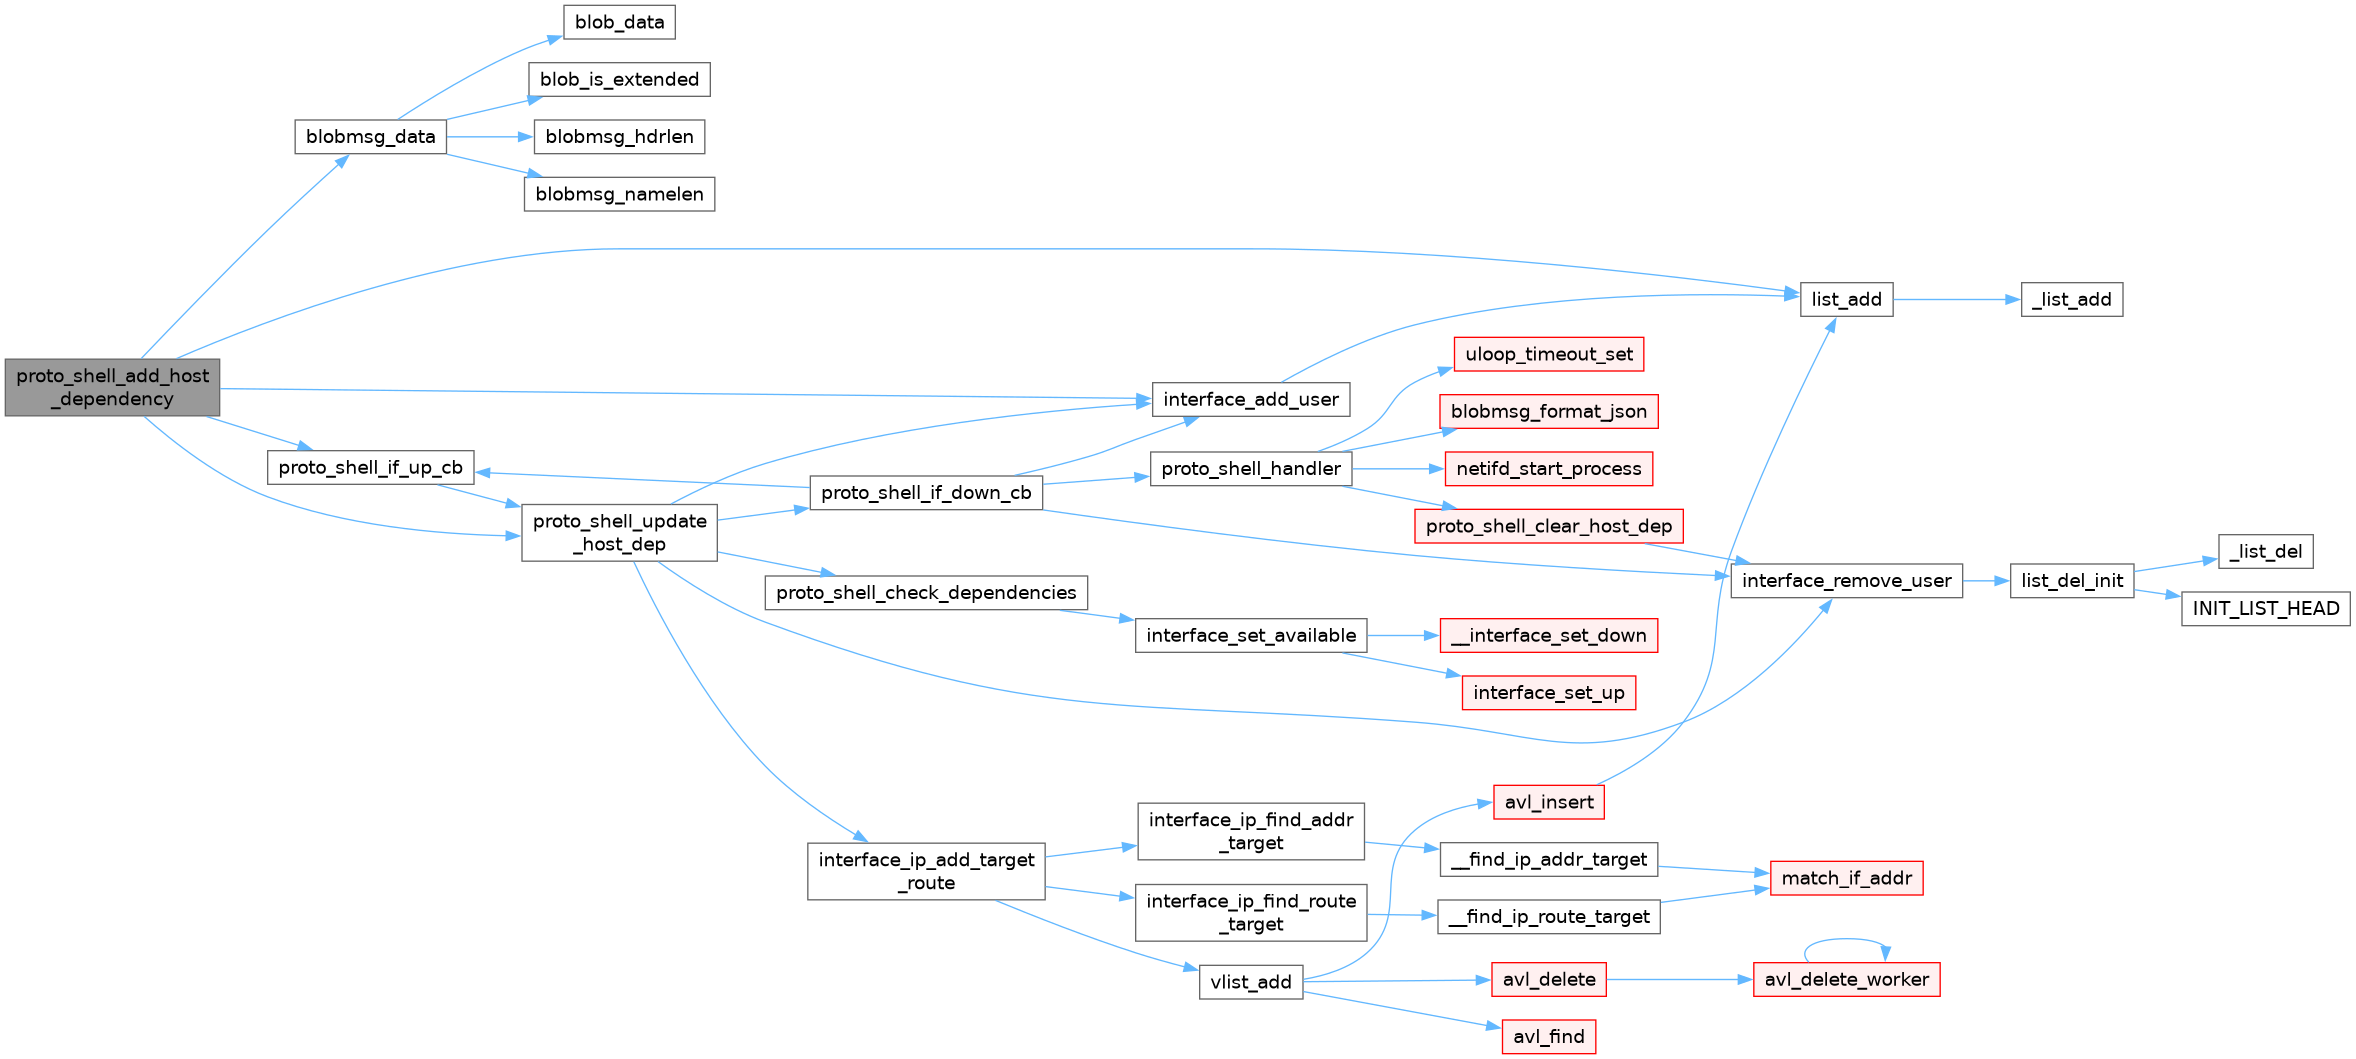 blob_data
blob_is_extended
blobmsg_data
blobmsg_hdrlen
blobmsg_namelen
list_add
_list_add
uloop_timeout_set
proto_shell_add_host
_dependency
interface_add_user
blobmsg_format_json
proto_shell_if_up_cb
proto_shell_handler
netifd_start_process
proto_shell_if_down_cb
proto_shell_update
_host_dep
proto_shell_clear_host_dep
_list_del
interface_remove_user
list_del_init
proto_shell_check_dependencies
INIT_LIST_HEAD
interface_set_available
__interface_set_down
interface_set_up
avl_insert
interface_ip_find_addr
_target
interface_ip_add_target
_route
__find_ip_addr_target
match_if_addr
interface_ip_find_route
_target
__find_ip_route_target
vlist_add
avl_delete
avl_delete_worker
avl_find